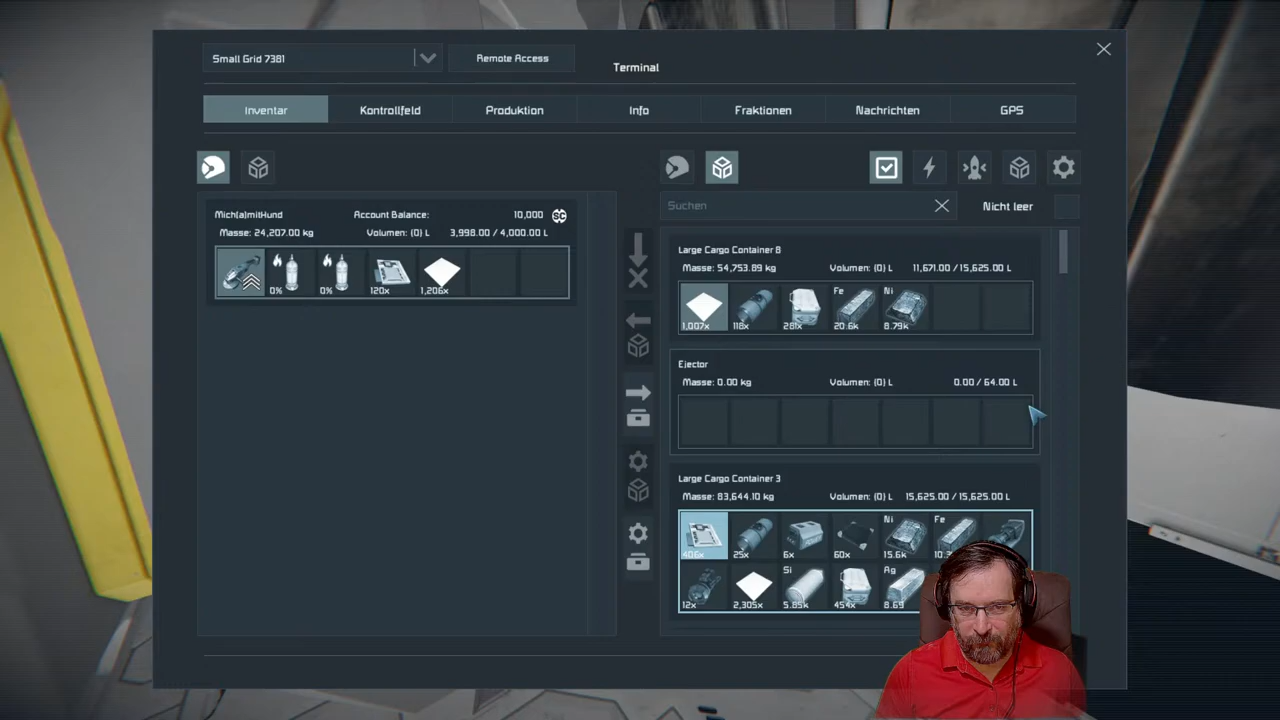 Small Grid 7381
Remote Access
Terminal
Inventar
Kontrollfeld
Produktion
Info
Fraktionen
Nachrichten
GPS
Suchen
Nicht leer
Mich(a)mitHund Account Balance: 10,000 SC
Masse: 24,207.00 kg Volumen: (0) L 3,998.00 / 4,000.00 L
0% 0% 120x 1,206x
Large Cargo Container 8
Masse: 54,753.89 kg Volumen: (0) L 11,671.00 / 15,625.00 L
Fe Ni
1,007x 118x 281x 20.6k 8.79k
Ejector
Masse: 0.00 kg Volumen: (0) L 0.00 / 64.00 L
Large Cargo Container 3
Masse: 83,644.10 kg Volumen: (0) L 15,625.00 / 15,625.00 L
Ni Fe
406x 25x 6x 60x 15.6k
Si Ag
12x 2,305x 5.85k 454x 8.69